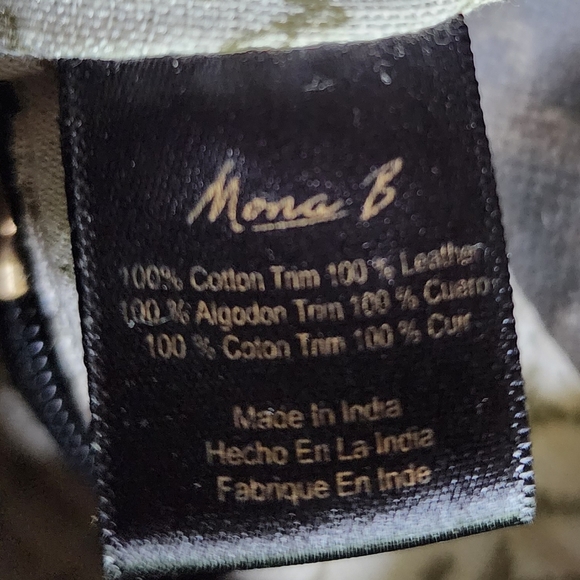 Mona B
100% Cotton Trim 100 % Leather
100 % Algodon Trim 100 % Cuero
100 % Coton Trim 100 % Cuir
Made In India
Hecho En La India
Fabrique En Inde